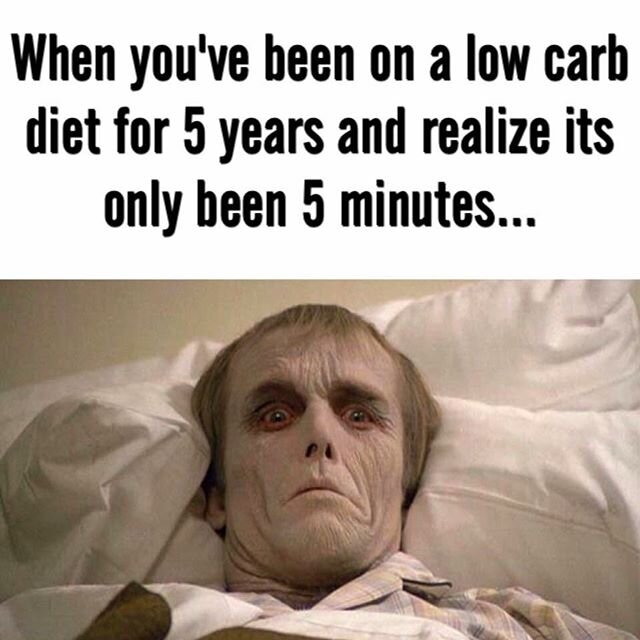 When you've been on a low carb
diet for 5 years and realize its
only been 5 minutes...